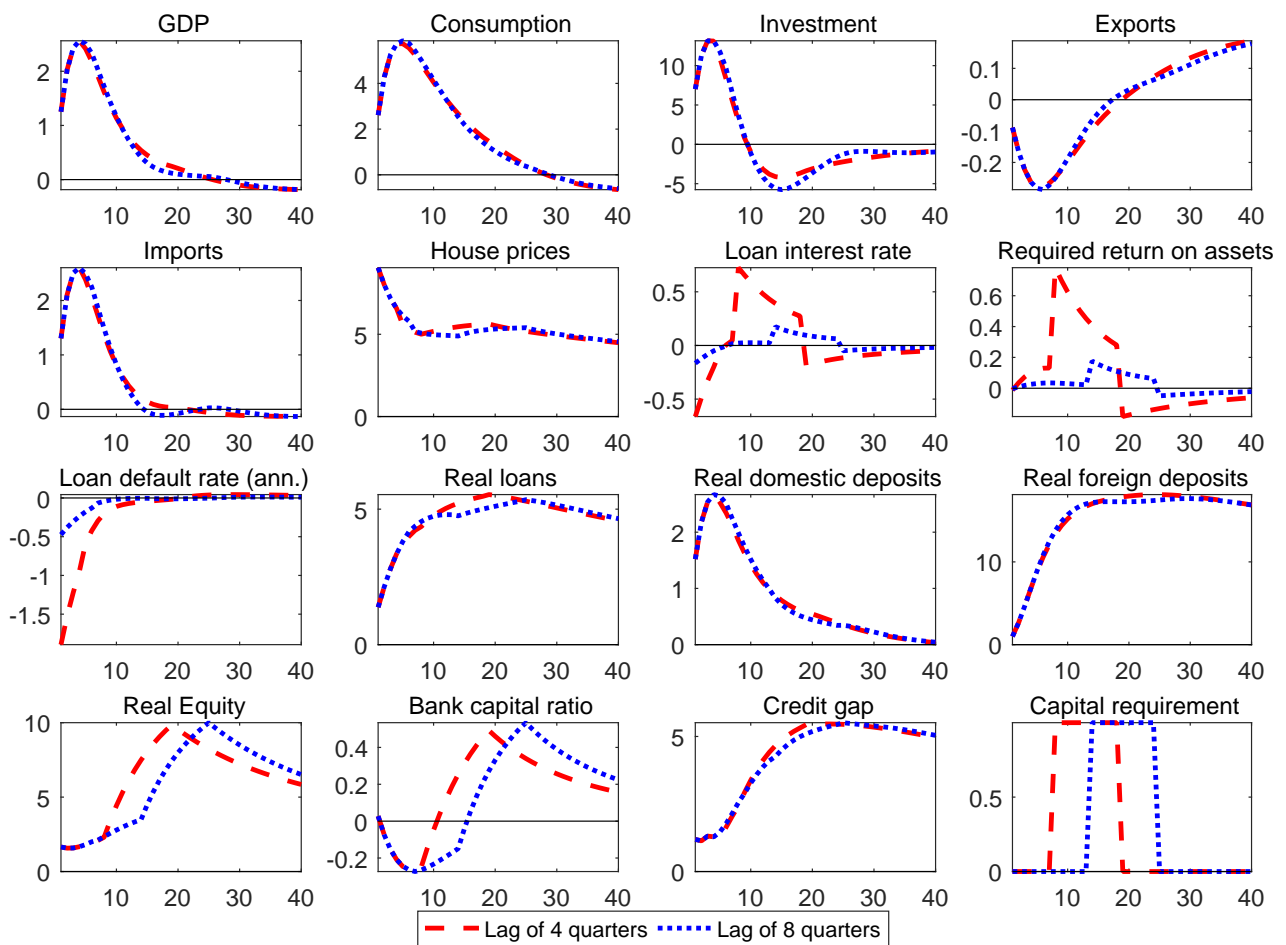 GDP
Consumption
Investment
Exports
2
1
0
10 20 30 40
4
2
0
10 20 30 40
10
5
0
-5
10 20 30 40
0.1
0
-0.1
-0.2
10 20 30 40
Imports
House prices
Loan interest rate
Required return on assets
2
1
0
10 20 30 40
5
0
10 20 30 40
0.5
0
-0.5
10 20 30 40
0.6
0.4
0.2
0
10 20 30 40
Loan default rate (ann.)
Real loans
Real domestic deposits
Real foreign deposits
0
-0.5
-1
-1.5
10 20 30 40
5
0
10 20 30 40
2
1
0
10 20 30 40
10
0
10 20 30 40
Real Equity
Bank capital ratio
Credit gap
Capital requirement
10
5
0
10 20 30 40
0.4
0.2
0
-0.2
10 20 30 40
5
0
10 20 30 40
0.5
0
10 20 30 40
Lag of 4 quarters
Lag of 8 quarters